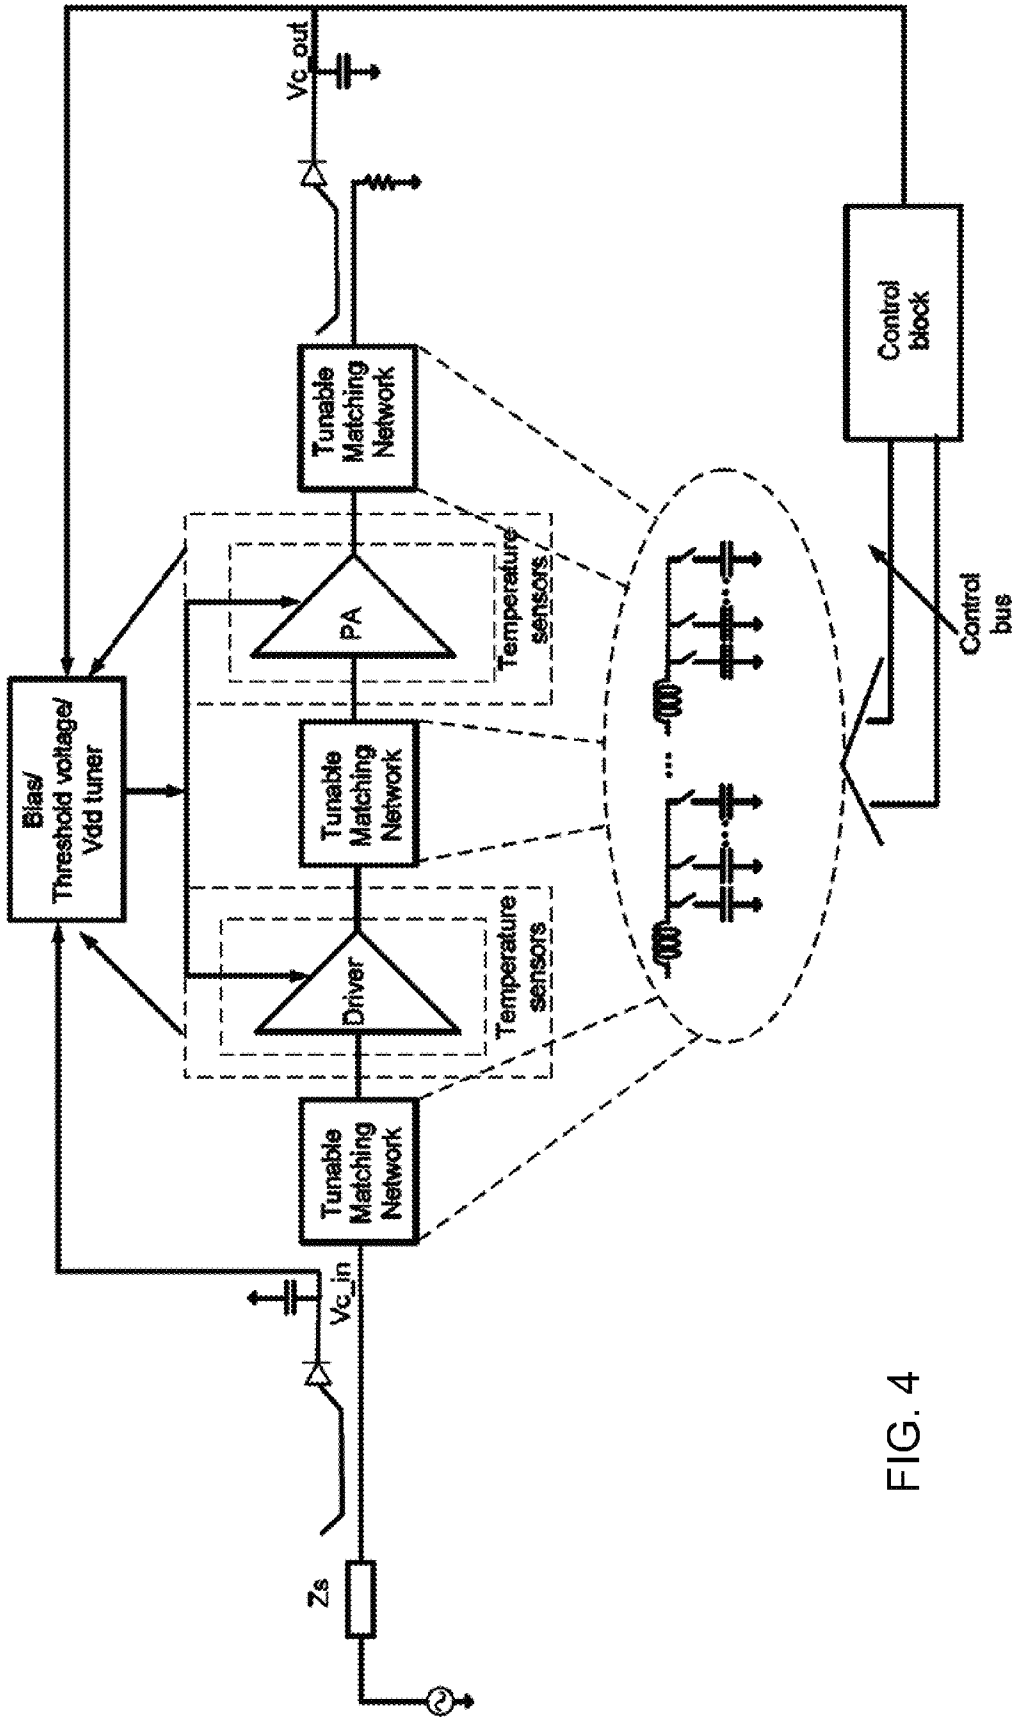 Bias/
Threshold voltage/
Vdd tuner
Zs
Vc_in
Tunable
Matching
Network
Driver
Temperature
sensors
Tunable
Matching
Network
PA
Temperature
sensors
Tunable
Matching
Network
Vc_out
...
...
...
Control
bus
Control
block
FIG. 4